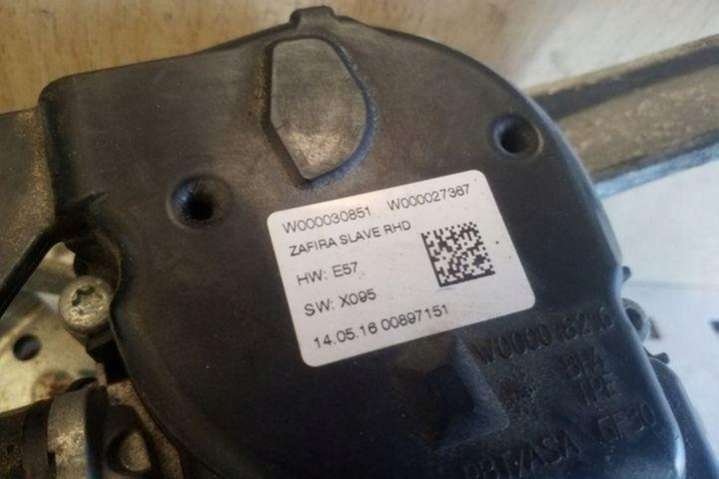 W000030851 W000027367
ZAFIRA SLAVE RHD
HW: E57
SW: X095
14.05.16 00897151